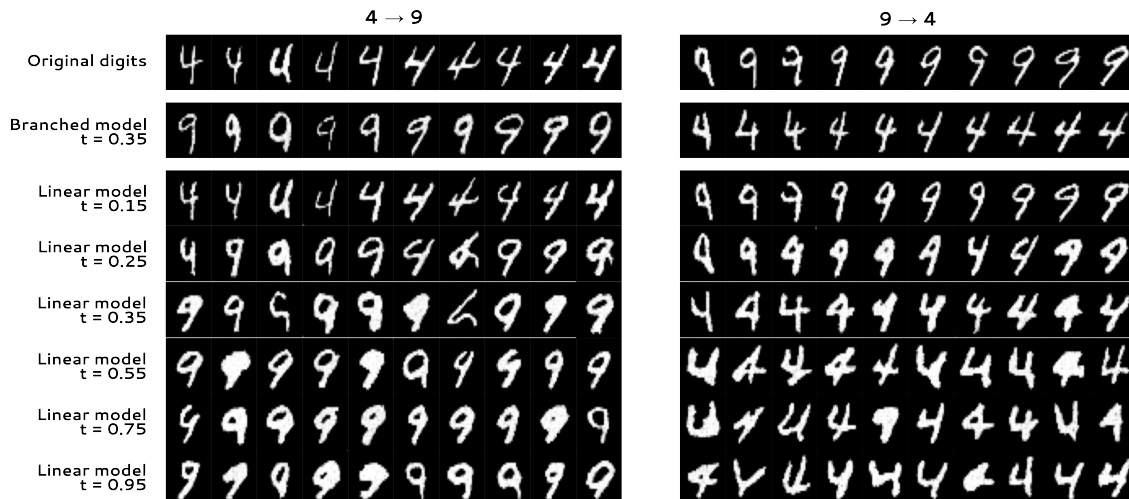 4 → 9
9 → 4
Original digits
Branched model
t = 0.35
Linear model
t = 0.15
Linear model
t = 0.25
Linear model
t = 0.35
Linear model
t = 0.55
Linear model
t = 0.75
Linear model
t = 0.95